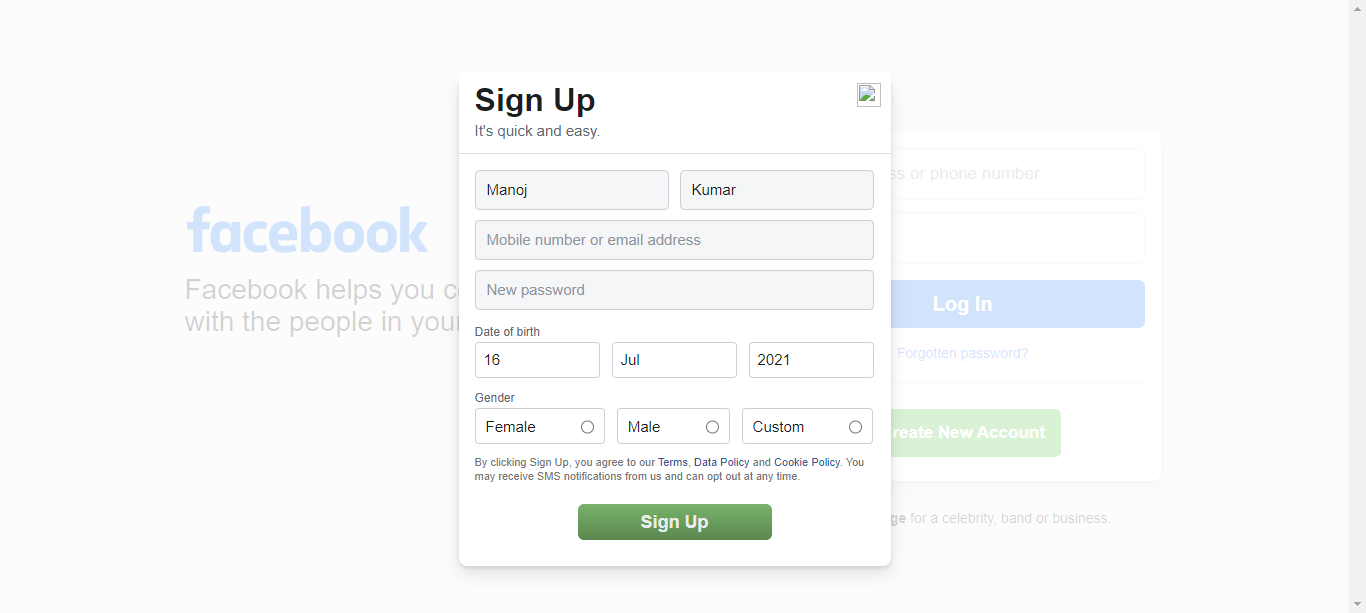 Sign Up
It's quick and easy.
Manoj
Kumar
Mobile number or email address
New password
Date of birth
16
Jul
2021
Gender
Female
Male
Custom
By clicking Sign Up, you agree to our Terms, Data Policy and Cookie Policy. You
may receive SMS notifications from us and can opt out at any time.
Sign Up
facebook
Facebook helps you
with the people in
or phone number
Log In
Forgotten password?
New Account
for a celebrity, band or business.